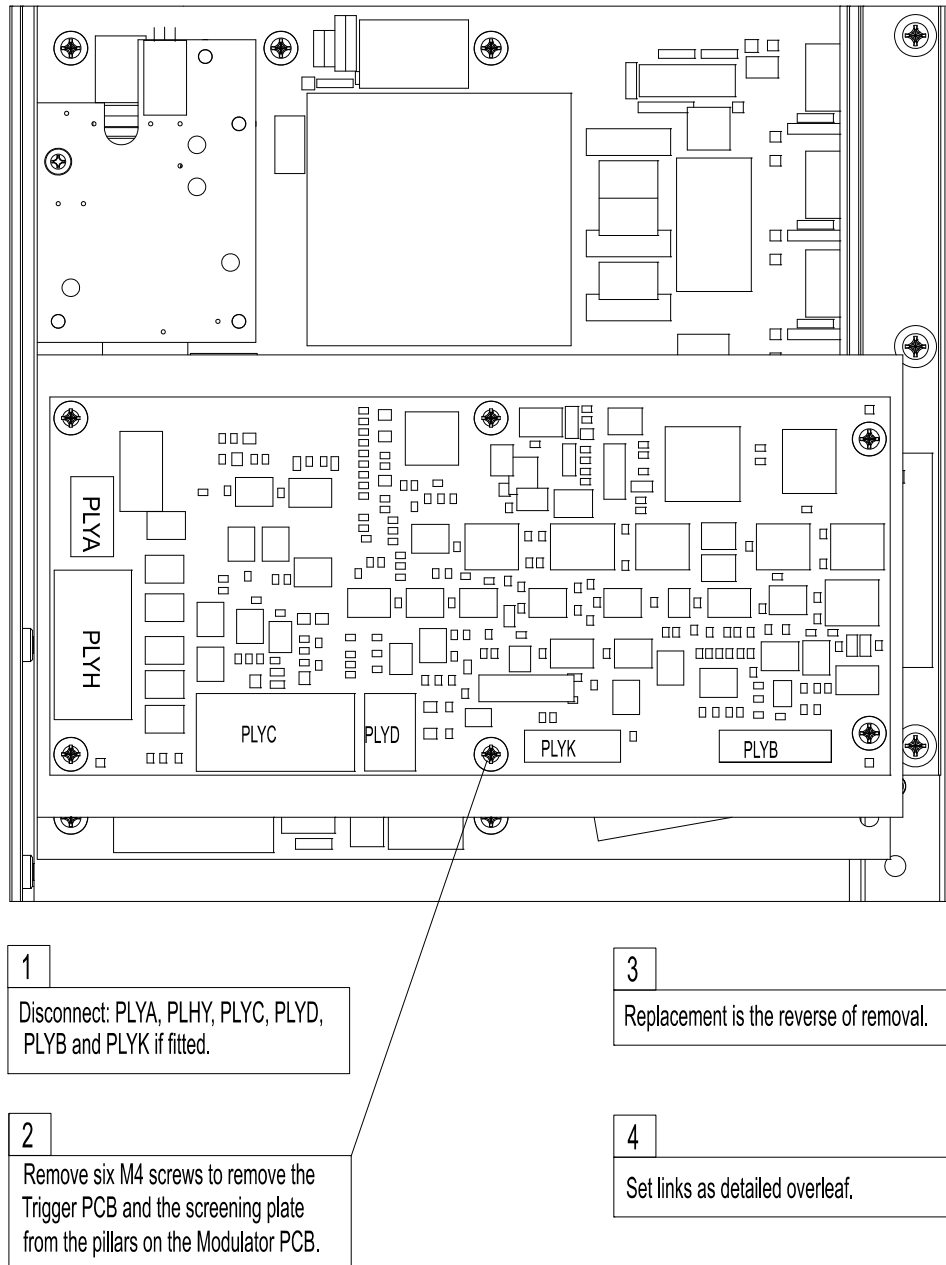 PLYA
PLYH
PLYC
PLYD
PLYK
PLYB
1
Disconnect: PLYA, PLHY, PLYC, PLYD,
PLYB and PLYK if fitted.
2
Remove six M4 screws to remove the
Trigger PCB and the screening plate
from the pillars on the Modulator PCB.
3
Replacement is the reverse of removal.
4
Set links as detailed overleaf.